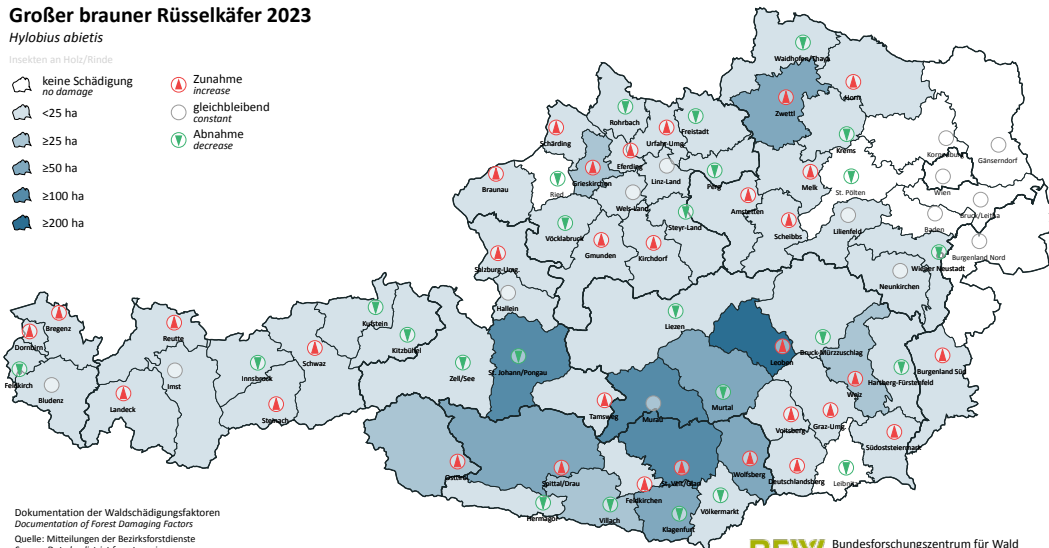 Großer brauner Rüsselkäfer 2023
Hylobius abietis
Insekten an Holz/Rinde
keine Schädigung
no damage
<25 ha
≥25 ha
≥50 ha
≥100 ha
≥200 ha
Zunahme
increase
gleichbleibend
constant
Abnahme
decrease
Waidhofen/Thaya
Horn
Zwettl
Krems
Rohrbach
Freistadt
Schärding
Urfahr-Umg.
Eferding
Grieskirchen
Linz-Land
Perg
Braunau
Ried
Wels-Land
Melk
St. Pölten
Korneuburg
Gänserndorf
Wien
Bruck/Leitha
Baden
Burgenland Nord
Amstetten
Scheibbs
Lilienfeld
Steyr-Land
Vöcklabruck
Gmunden
Kirchdorf
Salzburg-Umg.
Wiener Neustadt
Neunkirchen
Hallein
Liezen
Bregenz
Dornbirn
Reutte
Kufstein
Kitzbühel
Feldkirch
Bludenz
Imst
Innsbruck
Schwaz
Zell/See
St. Johann/Pongau
Leoben
Bruck-Mürzzuschlag
Hartberg-Fürstenfeld
Burgenland Süd
Weiz
Landeck
Steinach
Tamsweg
Murau
Murtal
Voitsberg
Graz-Umg.
Südoststeiermark
Osttirol
Spittal/Drau
Feldkirchen
St. Veit/Glan
Wolfsberg
Deutschlandsberg
Leibnitz
Hermagor
Villach
Klagenfurt
Völkermarkt
Dokumentation der Waldschädigungsfaktoren
Documentation of Forest Damaging Factors
Quelle: Mitteilungen der Bezirksforstdienste
Bundesforschungszentrum für Wald